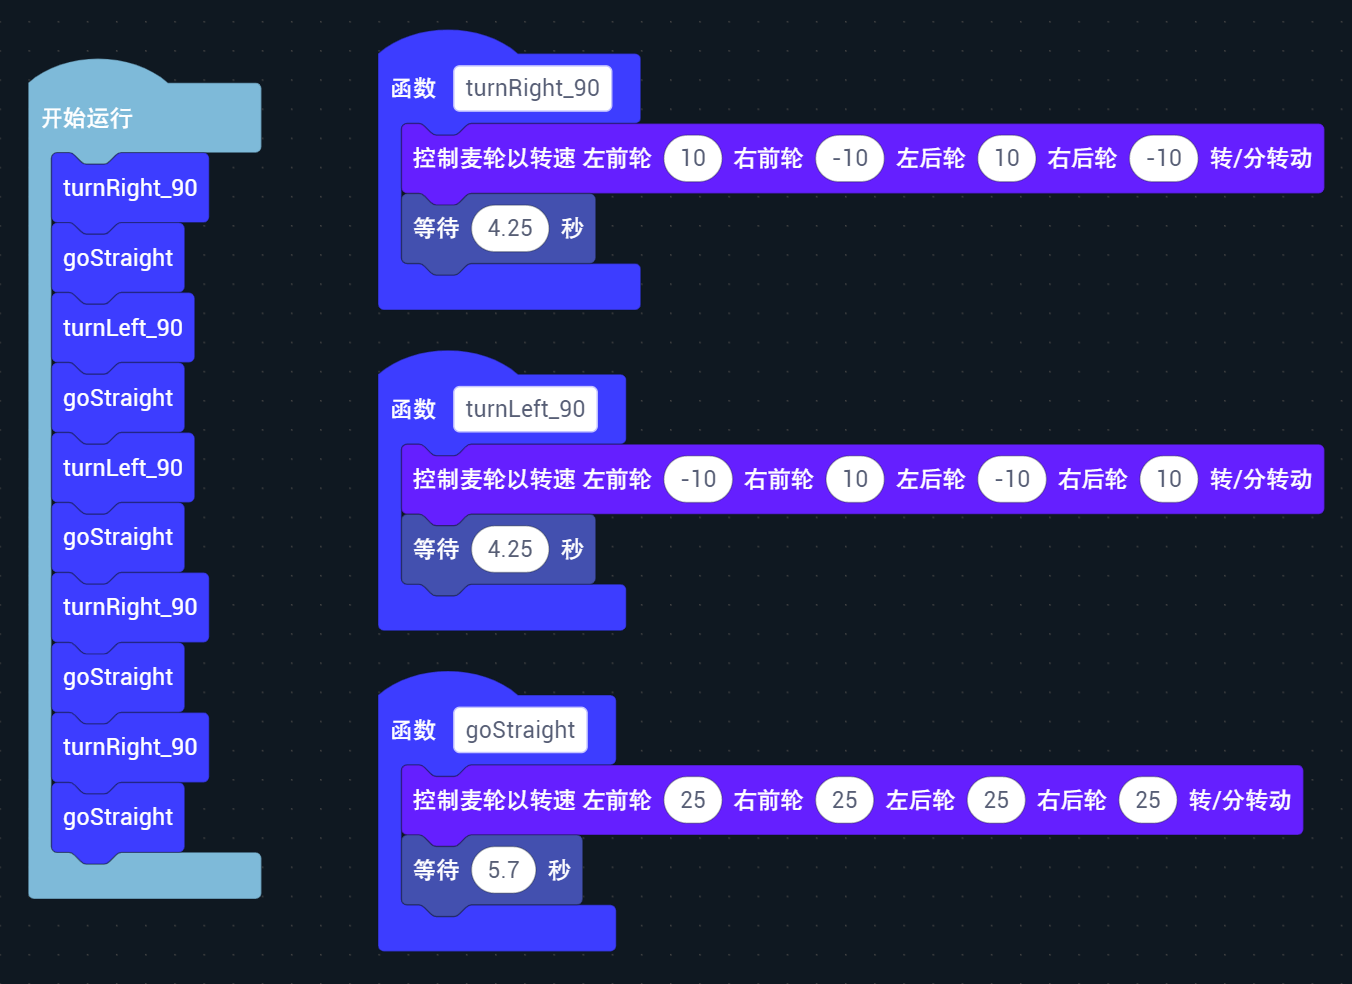 开始运行
turnRight_90
goStraight
turnLeft_90
goStraight
turnLeft_90
goStraight
turnRight_90
goStraight
turnRight_90
goStraight
函数 turnRight_90
控制麦轮以转速 左前轮 10 右前轮 -10 左后轮 10 右后轮 -10 转/分转动
等待 4.25 秒
函数 turnLeft_90
控制麦轮以转速 左前轮 -10 右前轮 10 左后轮 -10 右后轮 10 转/分转动
等待 4.25 秒
函数 goStraight
控制麦轮以转速 左前轮 25 右前轮 25 左后轮 25 右后轮 25 转/分转动
等待 5.7 秒